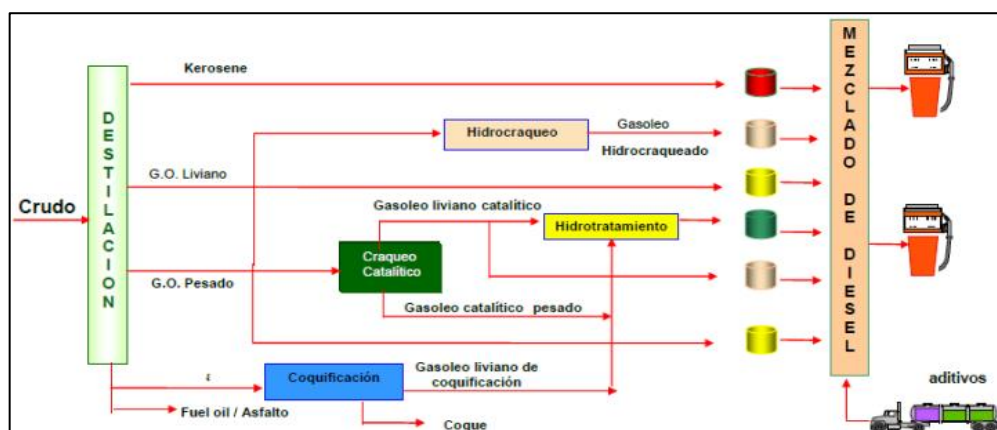 Kerosene
Hidrocraqueo
Gasoleo
Hidrocraqueado
G.O. Liviano
Crudo
DESTILACION
Gasoleo liviano catalítico
Hidrotratamiento
Craqueo
Catalítico
G.O. Pesado
Gasoleo catalítico pesado
Coquificación
Gasoleo liviano de
coquificación
Fuel oil / Asfalto
Coque
MEZCLADO DE DIESEL
aditivos